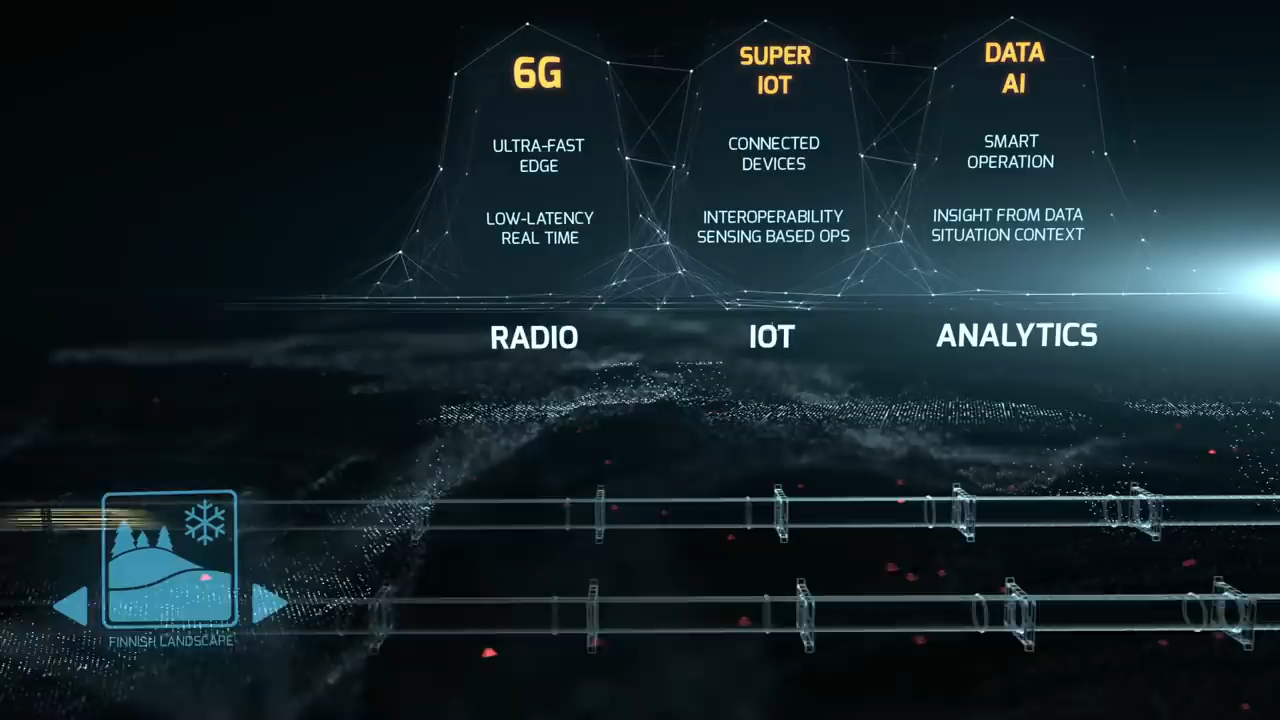 6G
ULTRA-FAST
EDGE
LOW-LATENCY
REAL TIME
RADIO
SUPER
IOT
CONNECTED
DEVICES
INTEROPERABILITY
SENSING BASED OPS
IOT
DATA
AI
SMART
OPERATION
INSIGHT FROM DATA
SITUATION CONTEXT
ANALYTICS
FINNISH LANDSCAPE